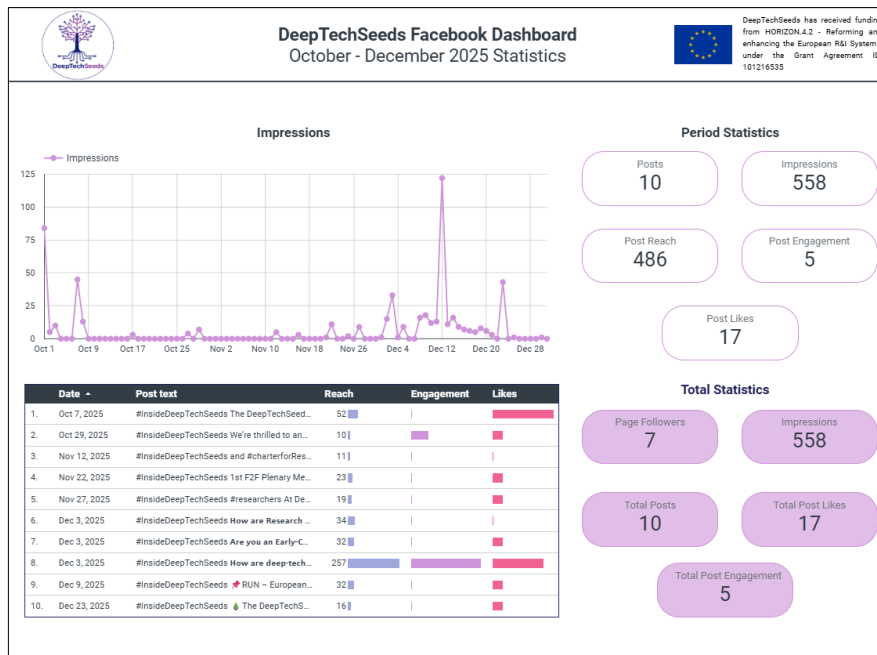 DeepTechSeeds
DeepTechSeeds Facebook Dashboard
October - December 2025 Statistics
DeepTechSeeds has received fundin
from HORIZON.4.2 - Reforming an
enhancing the European R&I System
under the Grant Agreement ID
101216535
Impressions
Impressions
125
100
75
50
25
0
Oct 1 Oct 9 Oct 17 Oct 25 Nov 2 Nov 10 Nov 18 Nov 26 Dec 4 Dec 12 Dec 20 Dec 28
Period Statistics
Posts
10
Impressions
558
Post Reach
486
Post Engagement
5
Post Likes
17
Date Post text Reach Engagement Likes
1. Oct 7, 2025 #InsideDeepTechSeeds The DeepTechSeed... 52
2. Oct 29, 2025 #InsideDeepTechSeeds We're thrilled to an... 10
3. Nov 12, 2025 #InsideDeepTechSeeds and #charterforRes... 11
4. Nov 22, 2025 #InsideDeepTechSeeds 1st F2F Plenary Me... 23
5. Nov 27, 2025 #InsideDeepTechSeeds #researchers At De... 19
6. Dec 3, 2025 #InsideDeepTechSeeds How are Research ... 34
7. Dec 3, 2025 #InsideDeepTechSeeds Are you an Early-C... 32
8. Dec 3, 2025 #InsideDeepTechSeeds How are deep-tech... 257
9. Dec 9, 2025 #InsideDeepTechSeeds 📌 RUN – European... 32
10. Dec 23, 2025 #InsideDeepTechSeeds 🎄 The DeepTechS... 16
Total Statistics
Page Followers
7
Impressions
558
Total Posts
10
Total Post Likes
17
Total Post Engagement
5